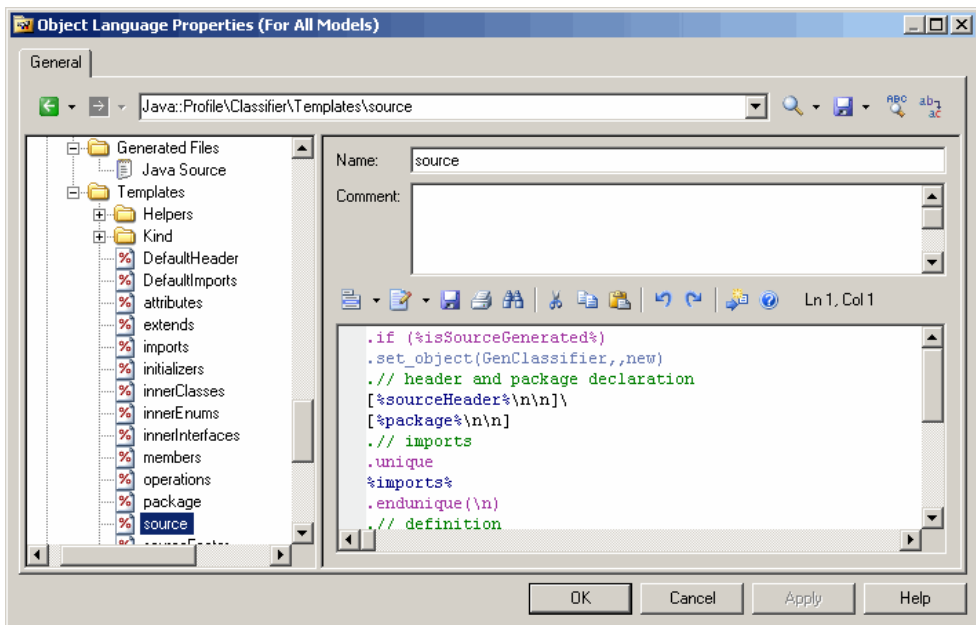 Object Language Properties (For All Models)
General
Java::Profile\Classifier\Templates\source
ABC
ab
ac
Generated Files
Java Source
Templates
Helpers
Kind
DefaultHeader
DefaultImports
attributes
extends
imports
initializers
innerClasses
innerEnums
innerInterfaces
members
operations
package
source
Name: source
Comment:
Ln 1, Col 1
.if (%isSourceGenerated%)
.set_object(GenClassifier,,new)
.// header and package declaration
[%sourceHeader%\n\n]\
[%package%\n\n]
.// imports
.unique
%imports%
.endunique(\n)
.// definition
OK Cancel Apply Help